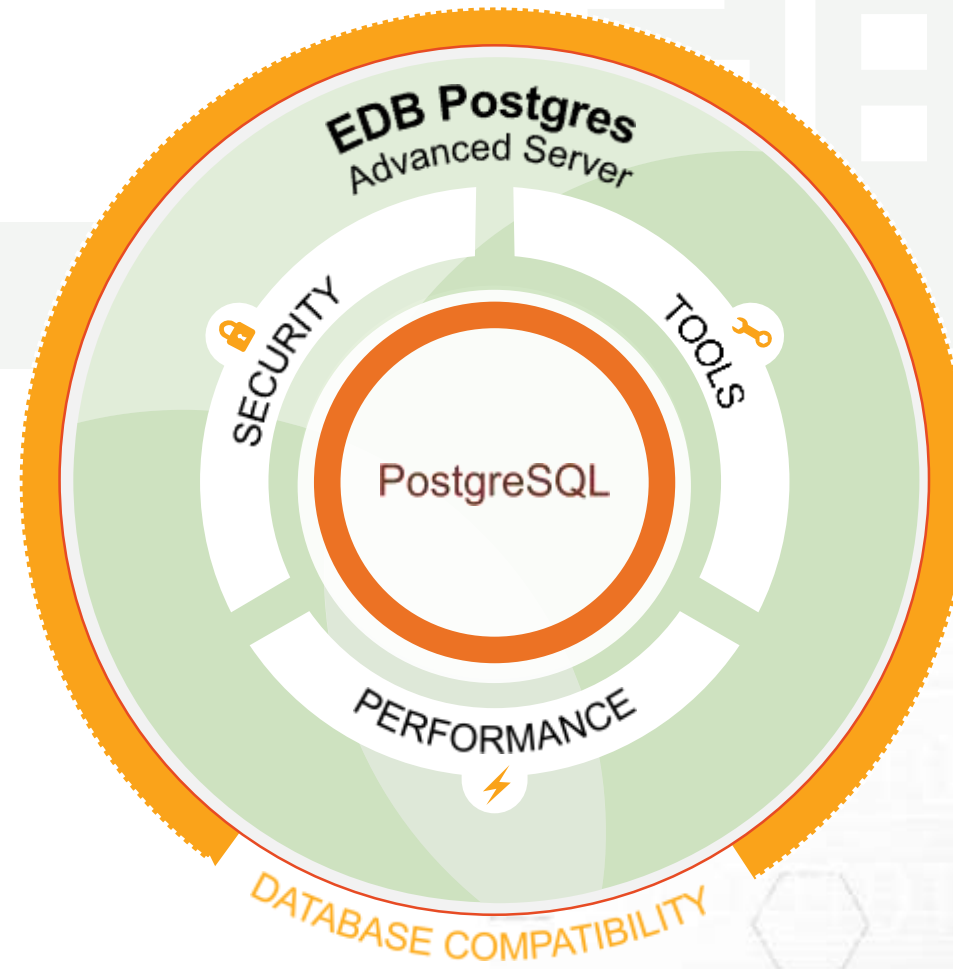 EDB Postgres
Advanced Server
SECURITY
TOOLS
PostgreSQL
PERFORMANCE
DATABASE COMPATIBILITY